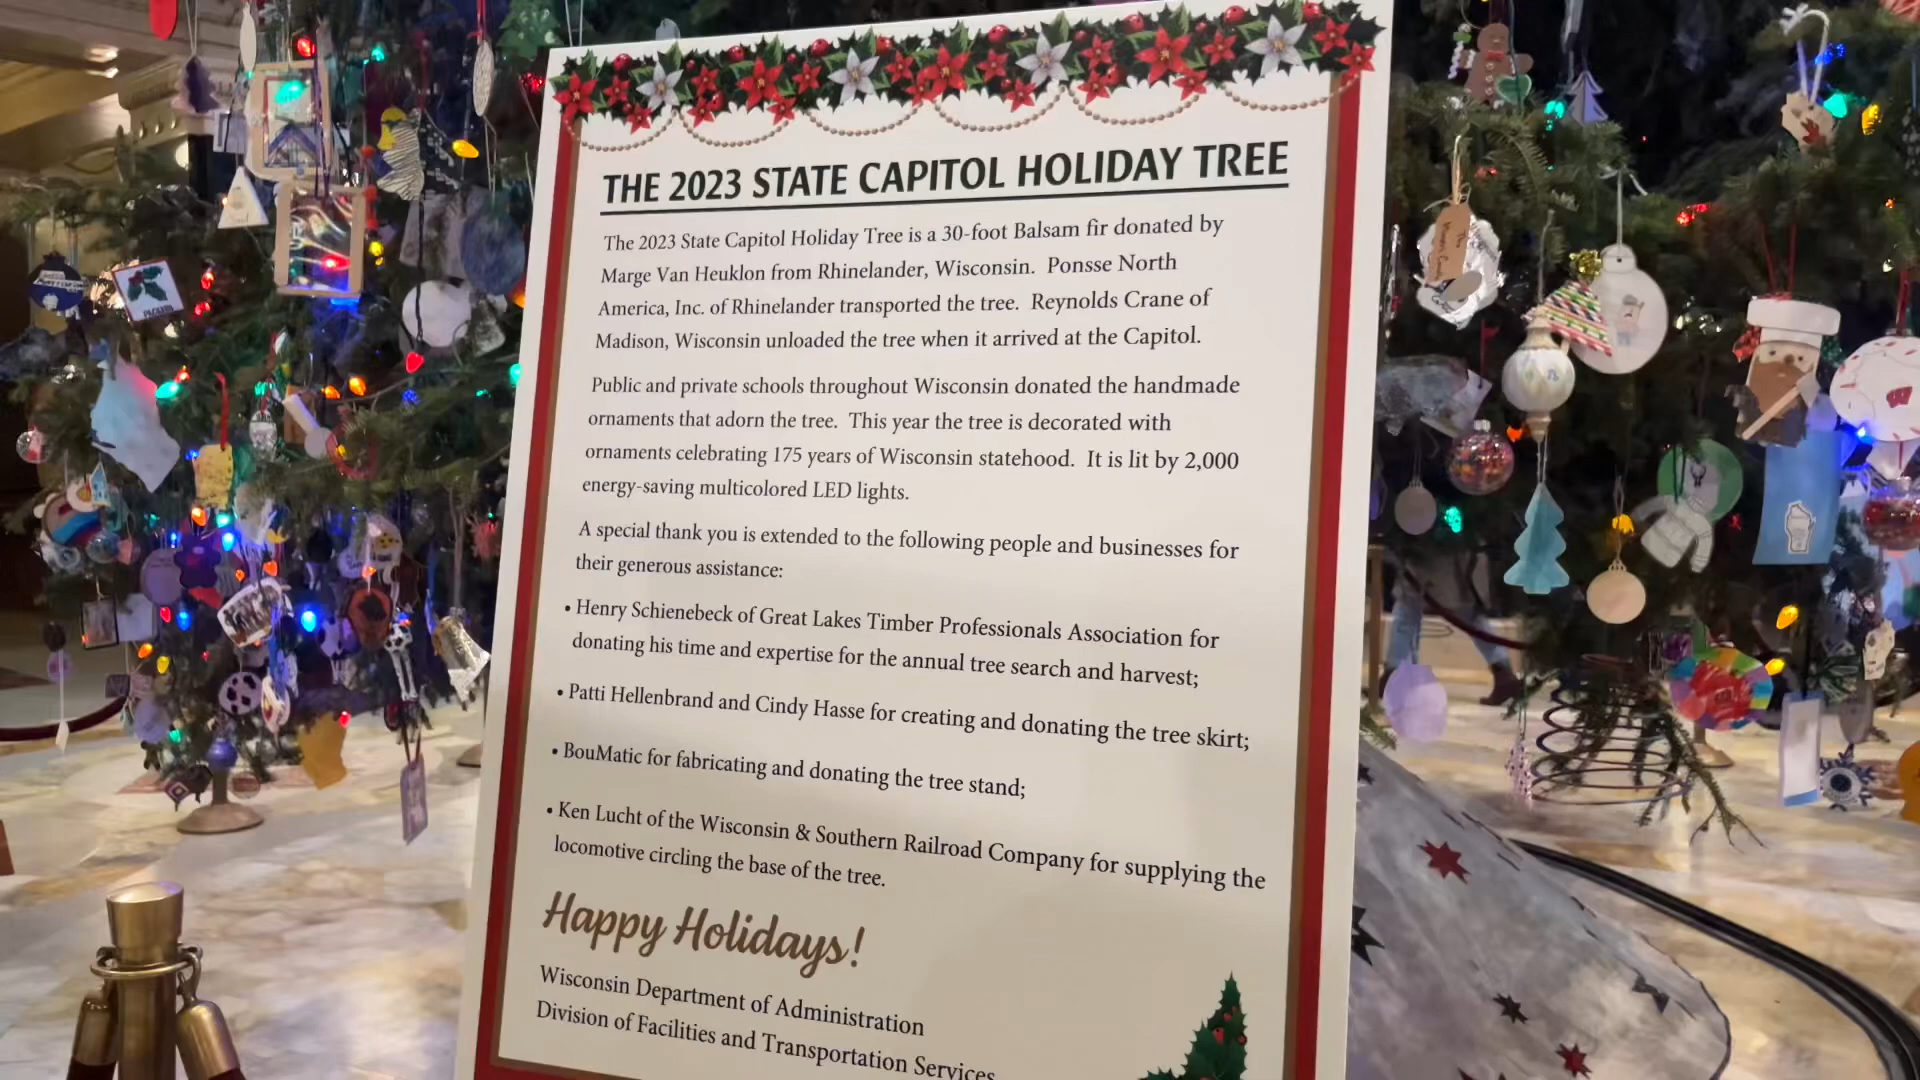 THE 2023 STATE CAPITOL HOLIDAY TREE
The 2023 State Capitol Holiday Tree is a 30-foot Balsam fir donated by
Marge Van Heuklon from Rhinelander, Wisconsin. Ponsse North
America, Inc. of Rhinelander transported the tree. Reynolds Crane of
Madison, Wisconsin unloaded the tree when it arrived at the Capitol.
Public and private schools throughout Wisconsin donated the handmade
ornaments that adorn the tree. This year the tree is decorated with
ornaments celebrating 175 years of Wisconsin statehood. It is lit by 2,000
energy-saving multicolored LED lights.
A special thank you is extended to the following people and businesses for
their generous assistance:
• Henry Schienebeck of Great Lakes Timber Professionals Association for
donating his time and expertise for the annual tree search and harvest;
• Patti Hellenbrand and Cindy Hasse for creating and donating the tree skirt;
• BouMatic for fabricating and donating the tree stand;
• Ken Lucht of the Wisconsin & Southern Railroad Company for supplying the
locomotive circling the base of the tree.
Happy Holidays!
Wisconsin Department of Administration
Division of Facilities and Transportation Services
W